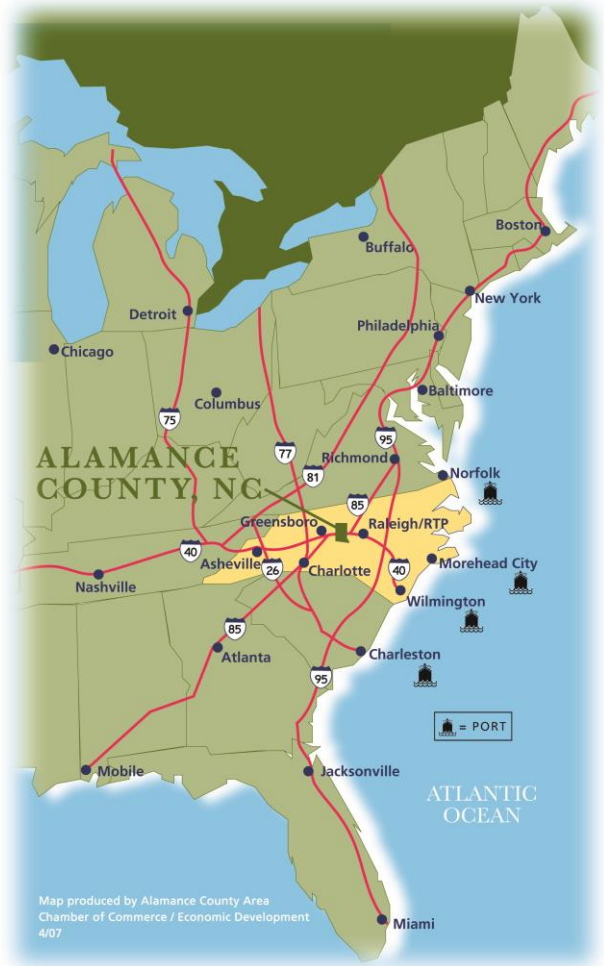 Boston
Buffalo
New York
Detroit
Philadelphia
Chicago
Baltimore
Columbus
75
77
95
ALAMANCE
COUNTY, NC
Richmond
81
Norfolk
85
Greensboro
Raleigh/RTP
40
Asheville
26
Charlotte
40
Morehead City
Nashville
Wilmington
85
Atlanta
Charleston
95
= PORT
Mobile
Jacksonville
ATLANTIC
OCEAN
Map produced by Alamance County Area
Chamber of Commerce / Economic Development
4/07
Miami